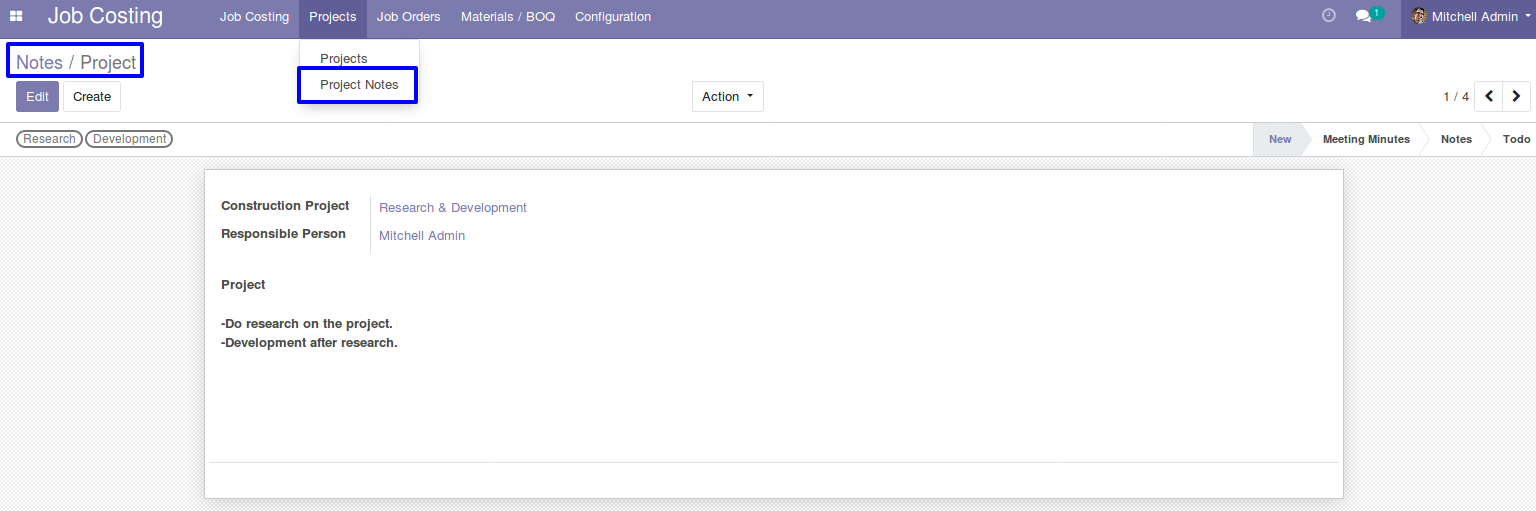 Job Costing Job Costing Projects Job Orders Materials / BOQ Configuration 1 Mitchell Admin
Projects
Notes / Project
Project Notes
Edit Create Action 1 / 4
Research Development New Meeting Minutes Notes Todo
Construction Project Research & Development
Responsible Person Mitchell Admin
Project
-Do research on the project.
-Development after research.